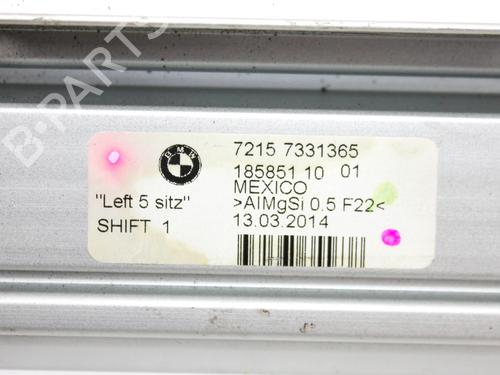 BMW
7215 7331365
185851 10 01
MEXICO
"Left 5 sitz" >AlMgSi 0.5 F22<
SHIFT 1 13.03.2014
B-PARTS